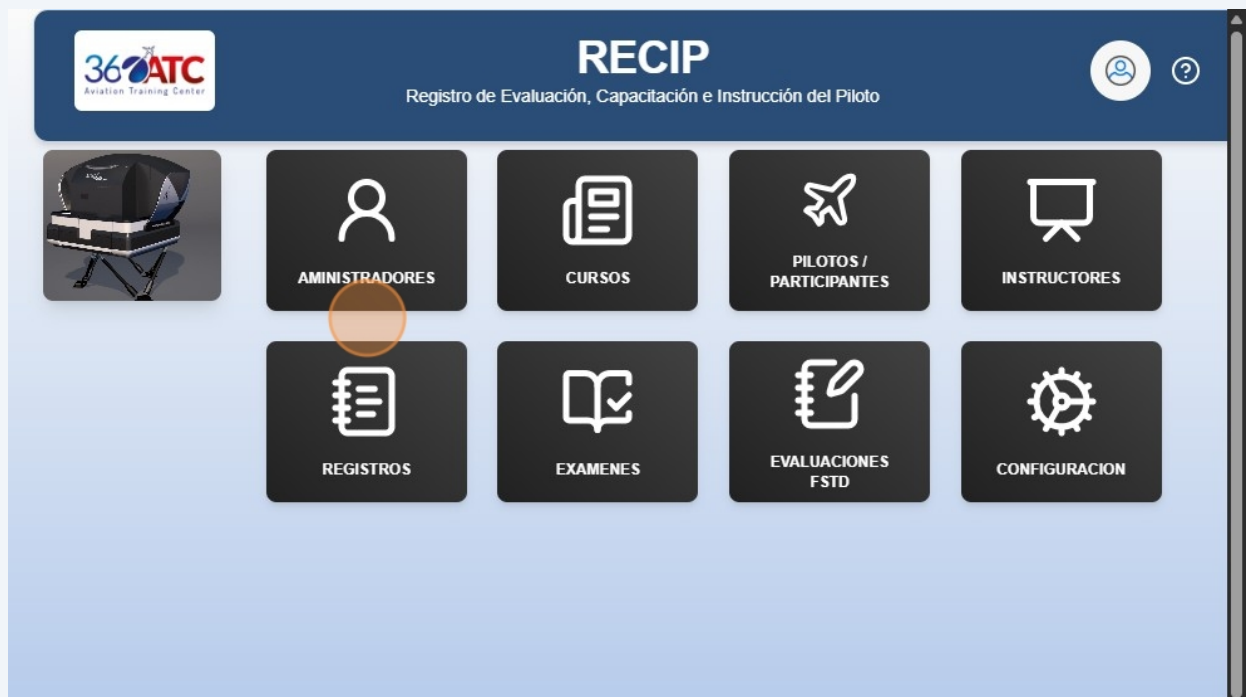 360ATC
Aviation Training Center
RECIP
Registro de Evaluación, Capacitación e Instrucción del Piloto
AMINISTRADORES
CURSOS
PILOTOS /
PARTICIPANTES
INSTRUCTORES
REGISTROS
EXAMENES
EVALUACIONES
FSTD
CONFIGURACION